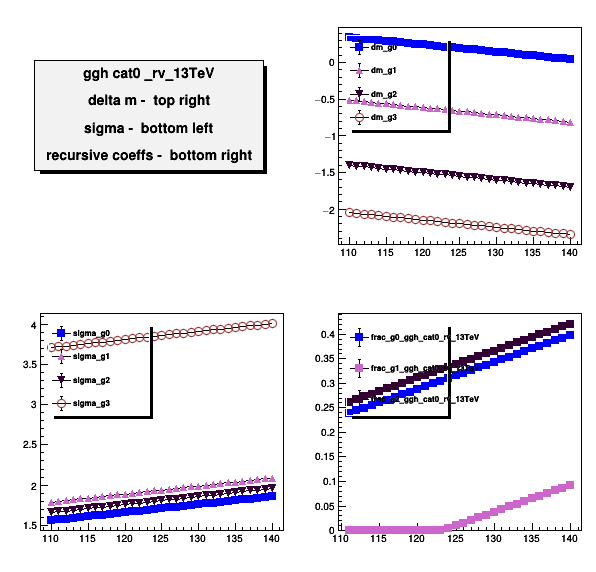 ggh cat0 _rv_13TeV
delta m - top right
sigma - bottom left
recursive coeffs - bottom right
dm_g0
dm_g1
dm_g2
dm_g3
0
−0.5
−1
−1.5
−2
110 115 120 125 130 135 140
sigma_g0
sigma_g1
sigma_g2
sigma_g3
4
3.5
3
2.5
2
1.5
110 115 120 125 130 135 140
frac_g0_ggh_cat0_rv_13TeV
frac_g1_ggh_cat0_rv_13TeV
frac_g2_ggh_cat0_rv_13TeV
0.4
0.35
0.3
0.25
0.2
0.15
0.1
0.05
0
110 115 120 125 130 135 140